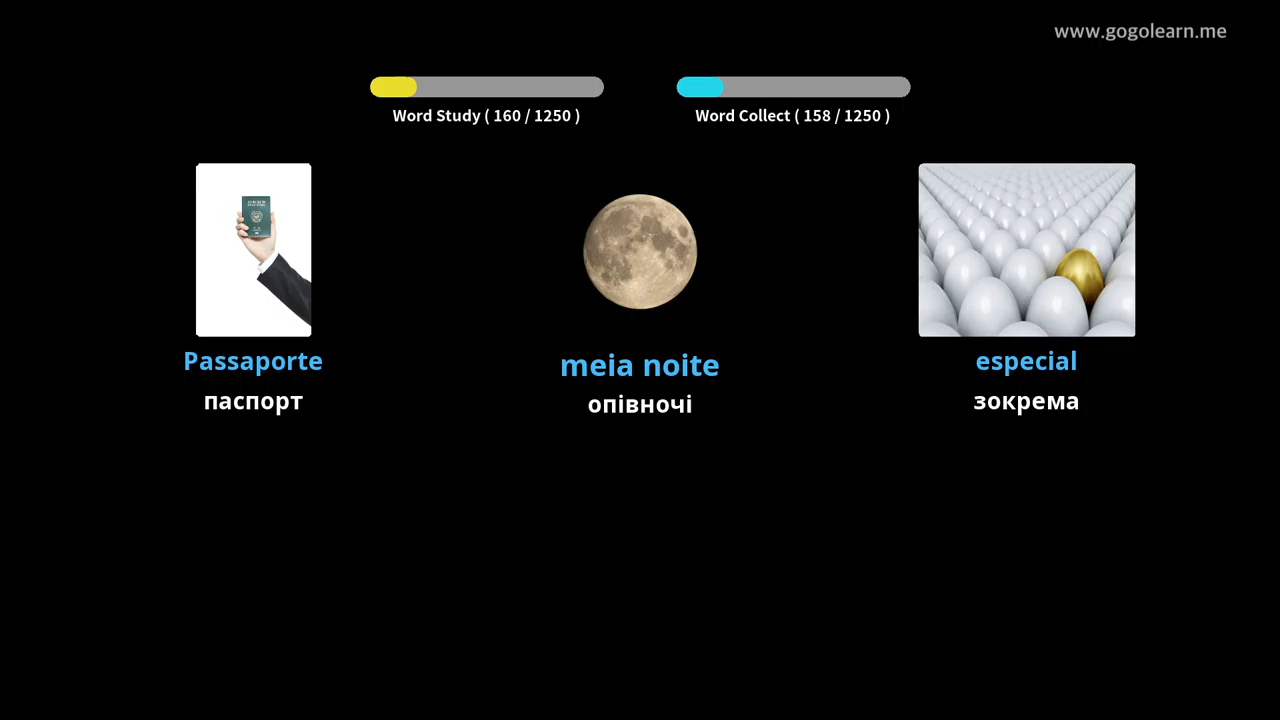 www.gogolearn.me
Word Study ( 160 / 1250 )
Word Collect ( 158 / 1250 )
Passaporte
паспорт
meia noite
опівночі
especial
зокрема